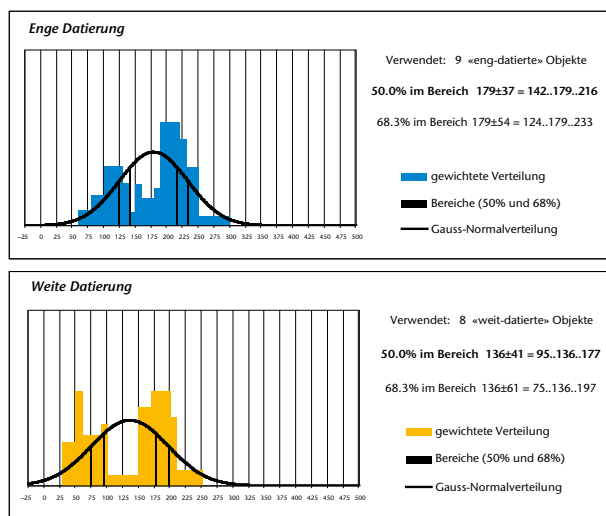 Enge Datierung
Verwendet: 9 «eng-datierte» Objekte
50.0% im Bereich 179±37 = 142..179..216
68.3% im Bereich 179±54 = 124..179..233
gewichtete Verteilung
Bereiche (50% und 68%)
Gauss-Normalverteilung
−25 0 25 50 75 100 125 150 175 200 225 250 275 300 325 350 375 400 425 450 475 500
Weite Datierung
Verwendet: 8 «weit-datierte» Objekte
50.0% im Bereich 136±41 = 95..136..177
68.3% im Bereich 136±61 = 75..136..197
gewichtete Verteilung
Bereiche (50% und 68%)
Gauss-Normalverteilung
−25 0 25 50 75 100 125 150 175 200 225 250 275 300 325 350 375 400 425 450 475 500